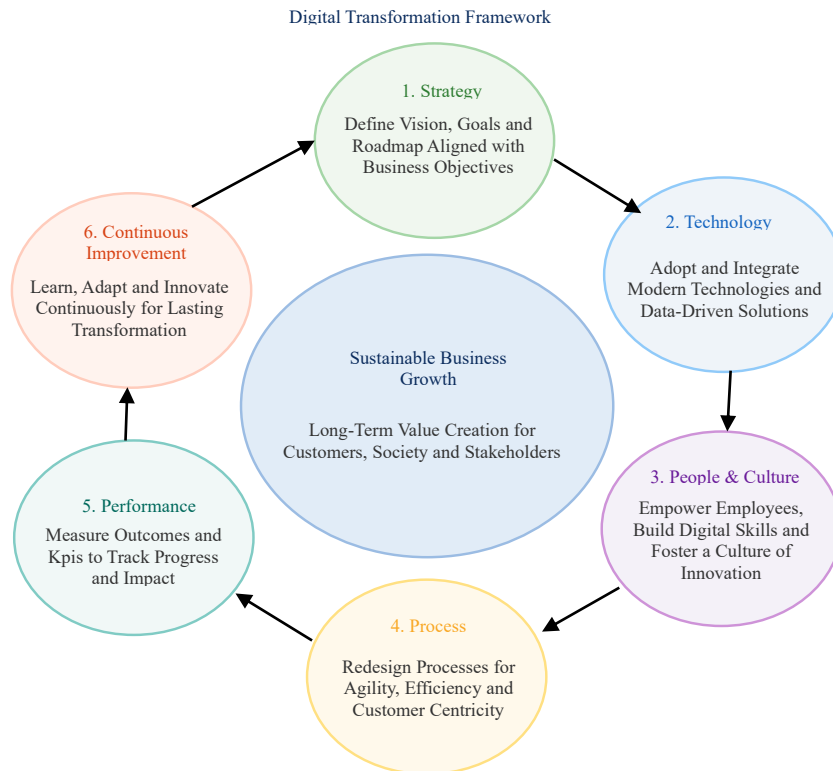 Digital Transformation Framework
1. Strategy
Define Vision, Goals and
Roadmap Aligned with
Business Objectives
2. Technology
Adopt and Integrate
Modern Technologies and
Data-Driven Solutions
3. People & Culture
Empower Employees,
Build Digital Skills and
Foster a Culture of
Innovation
4. Process
Redesign Processes for
Agility, Efficiency and
Customer Centricity
5. Performance
Measure Outcomes and
Kpis to Track Progress
and Impact
6. Continuous
Improvement
Learn, Adapt and Innovate
Continuously for Lasting
Transformation
Sustainable Business
Growth
Long-Term Value Creation for
Customers, Society and Stakeholders